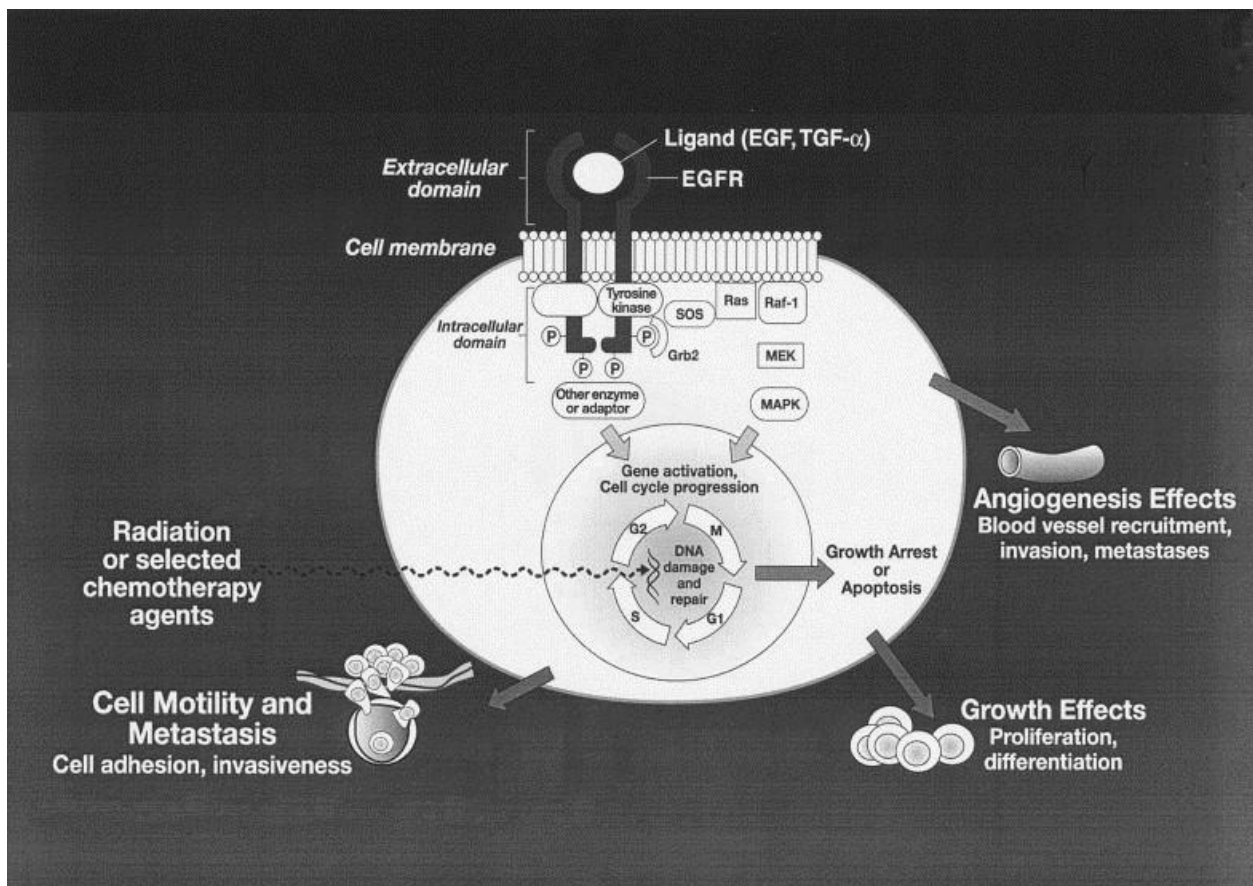 Ligand (EGF, TGF-α)
Extracellular
domain
EGFR
Cell membrane
Tyrosine
kinase
SOS
Ras
Raf-1
Intracellular
domain
P
P
P
P
Grb2
MEK
Other enzyme
or adaptor
MAPK
Gene activation,
Cell cycle progression
G2
M
DNA
damage
and
repair
S
G1
Growth Arrest
or
Apoptosis
Angiogenesis Effects
Blood vessel recruitment,
invasion, metastases
Radiation
or selected
chemotherapy
agents
Cell Motility and
Metastasis
Cell adhesion, invasiveness
Growth Effects
Proliferation,
differentiation